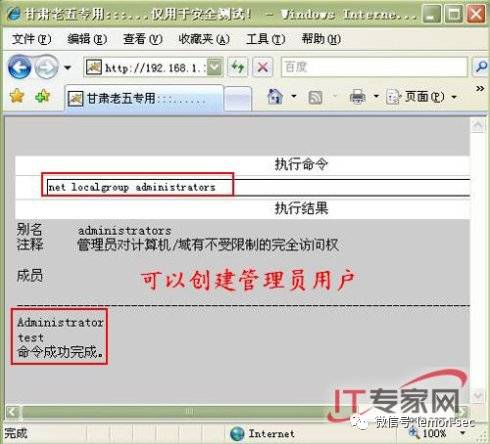 甘肃老五专用:::...仅用于安全测试! - Windows Interne...
文件(F) 编辑(E) 查看(V) 收藏夹(A) 工具(T) 帮助(H)
http://192.168.1.
百度
甘肃老五专用:::......
页面(P)
执行命令
net localgroup administrators
执行结果
别名 administrators
注释 管理员对计算机/域有不受限制的完全访问权
成员
可以创建管理员用户
-------------------------------------------------------------------------------
Administrator
test
命令成功完成。
IT专家网
微信号: lemon-sec
完成
Internet
100%